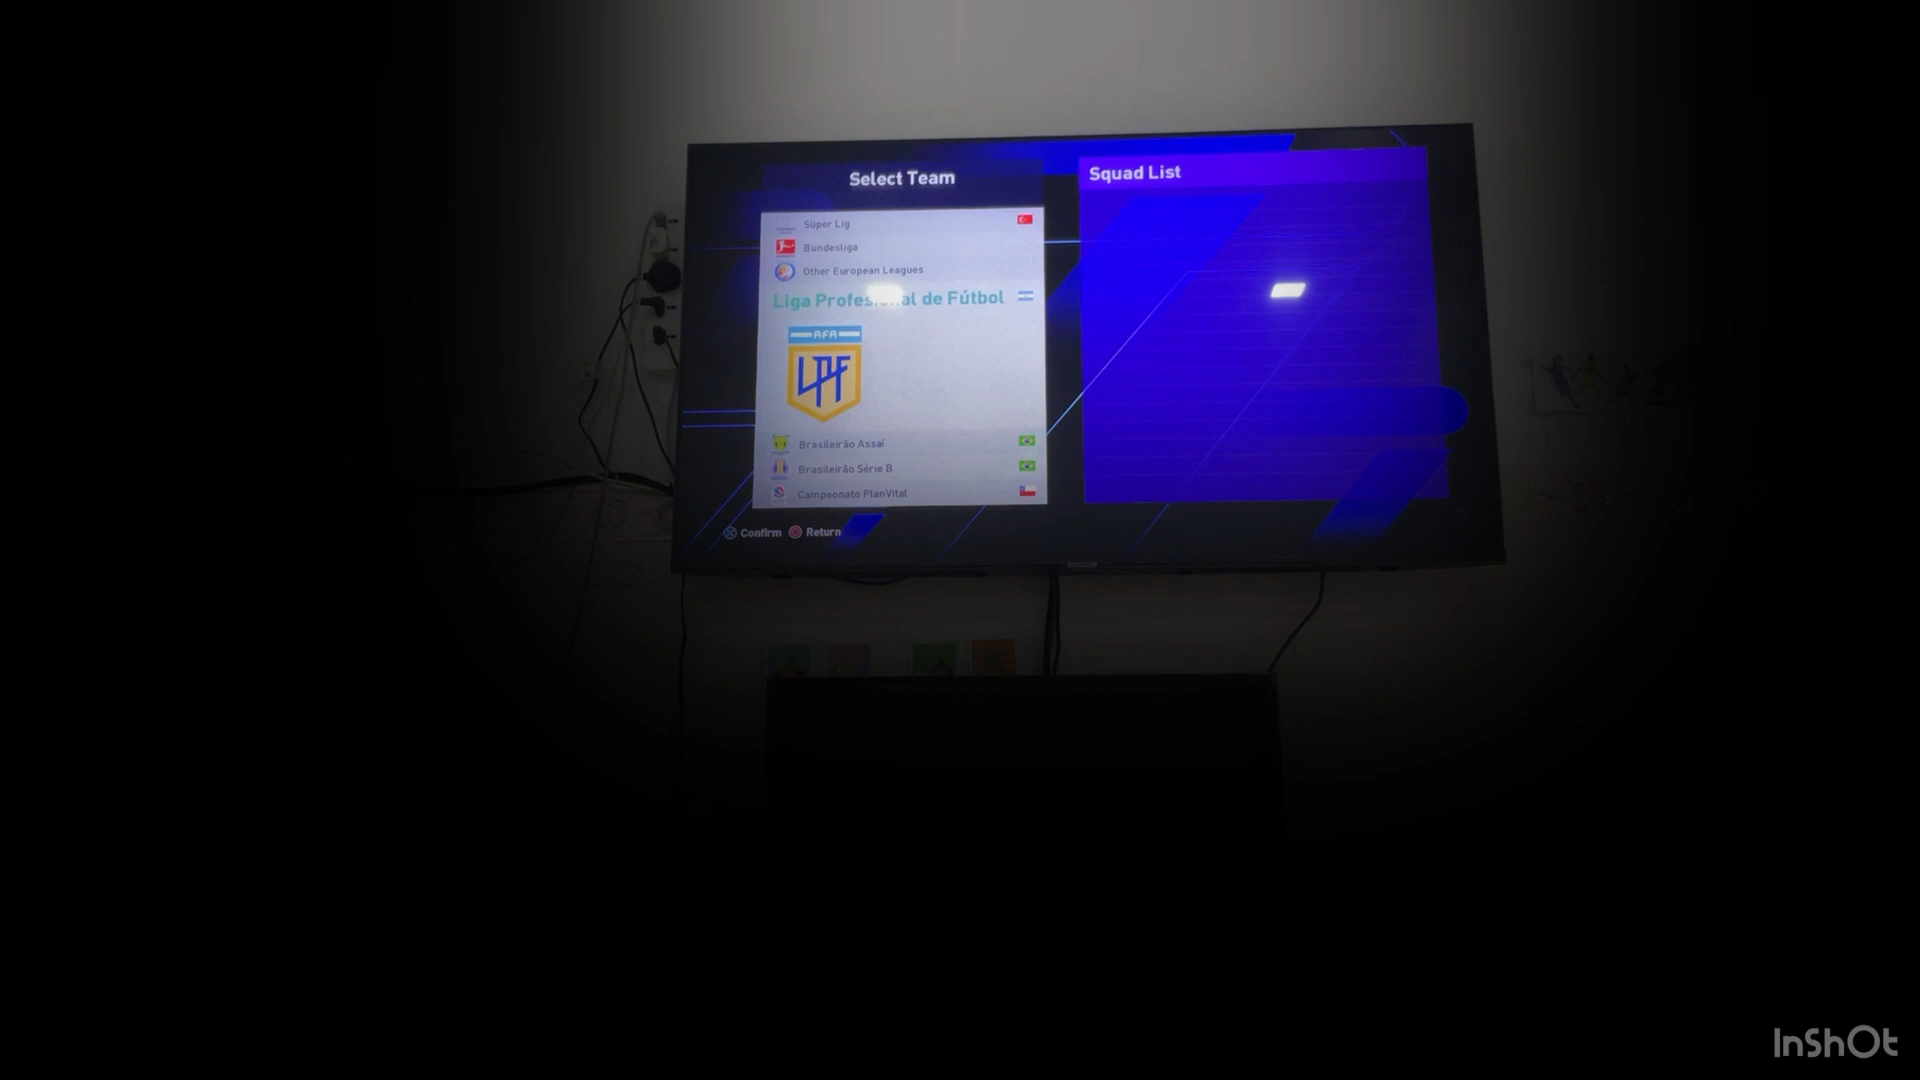 Select Team
Süper Lig
Bundesliga
Other European Leagues
Liga Profes al de Fútbol
AFA
LPF
Brasileirão Assaí
Brasileirão Série B
Campeonato PlanVital
Confirm Return
Squad List
InShOt